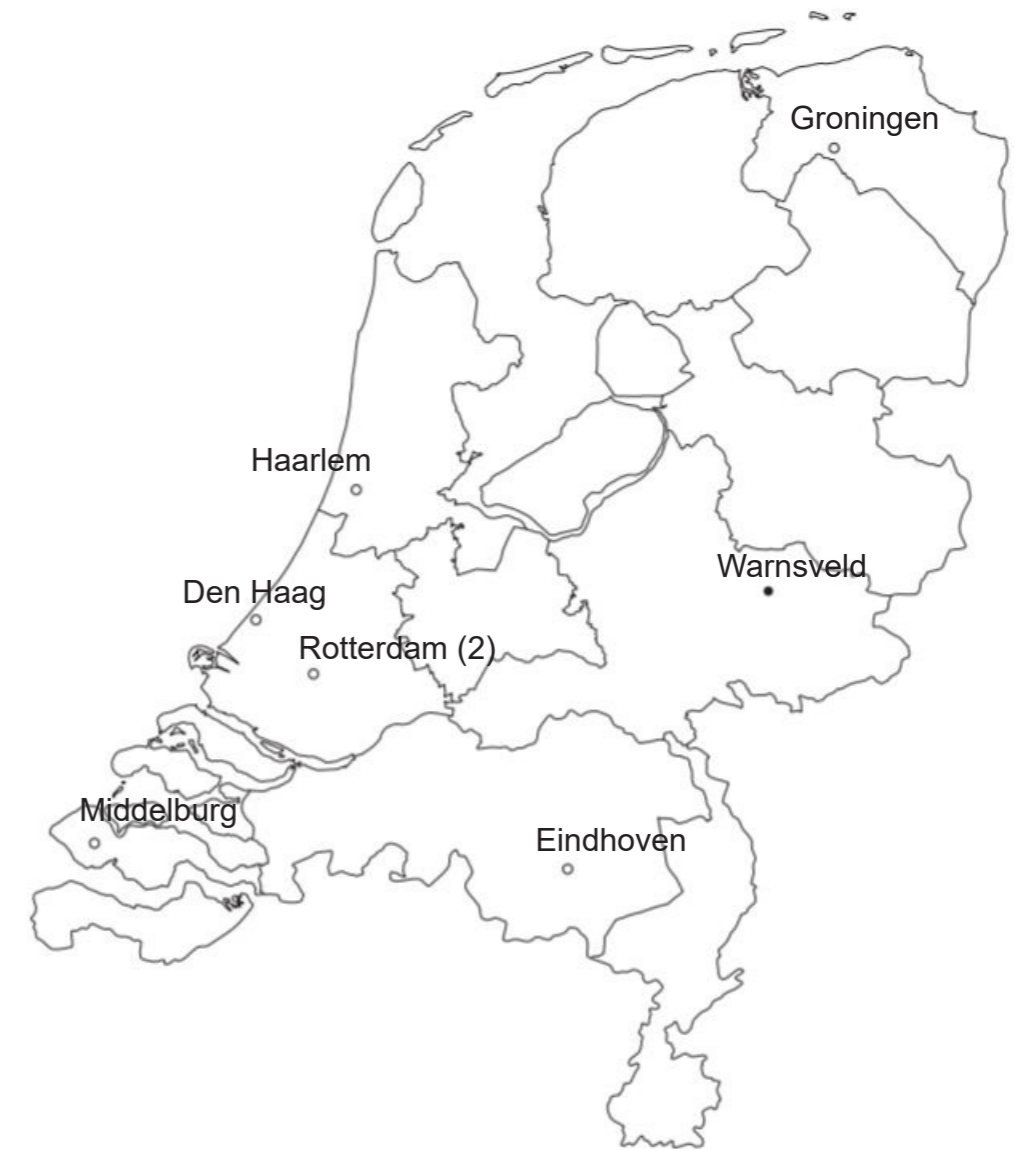 Groningen
Haarlem
Warnsveld
Den Haag
Rotterdam (2)
Middelburg
Eindhoven